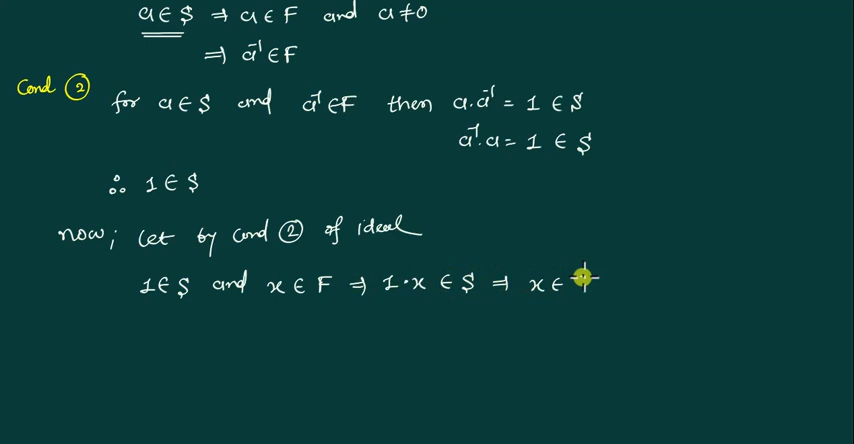 a ∈ S ⇒ a ∈ F and a ≠ 0
⇒ a⁻¹ ∈ F
Cond ②
for a ∈ S and a⁻¹ ∈ F then a·a⁻¹ = 1 ∈ S
a⁻¹·a = 1 ∈ S
∴ 1 ∈ S
now; Let by Cond ② of ideal
1 ∈ S and x ∈ F ⇒ 1·x ∈ S ⇒ x ∈